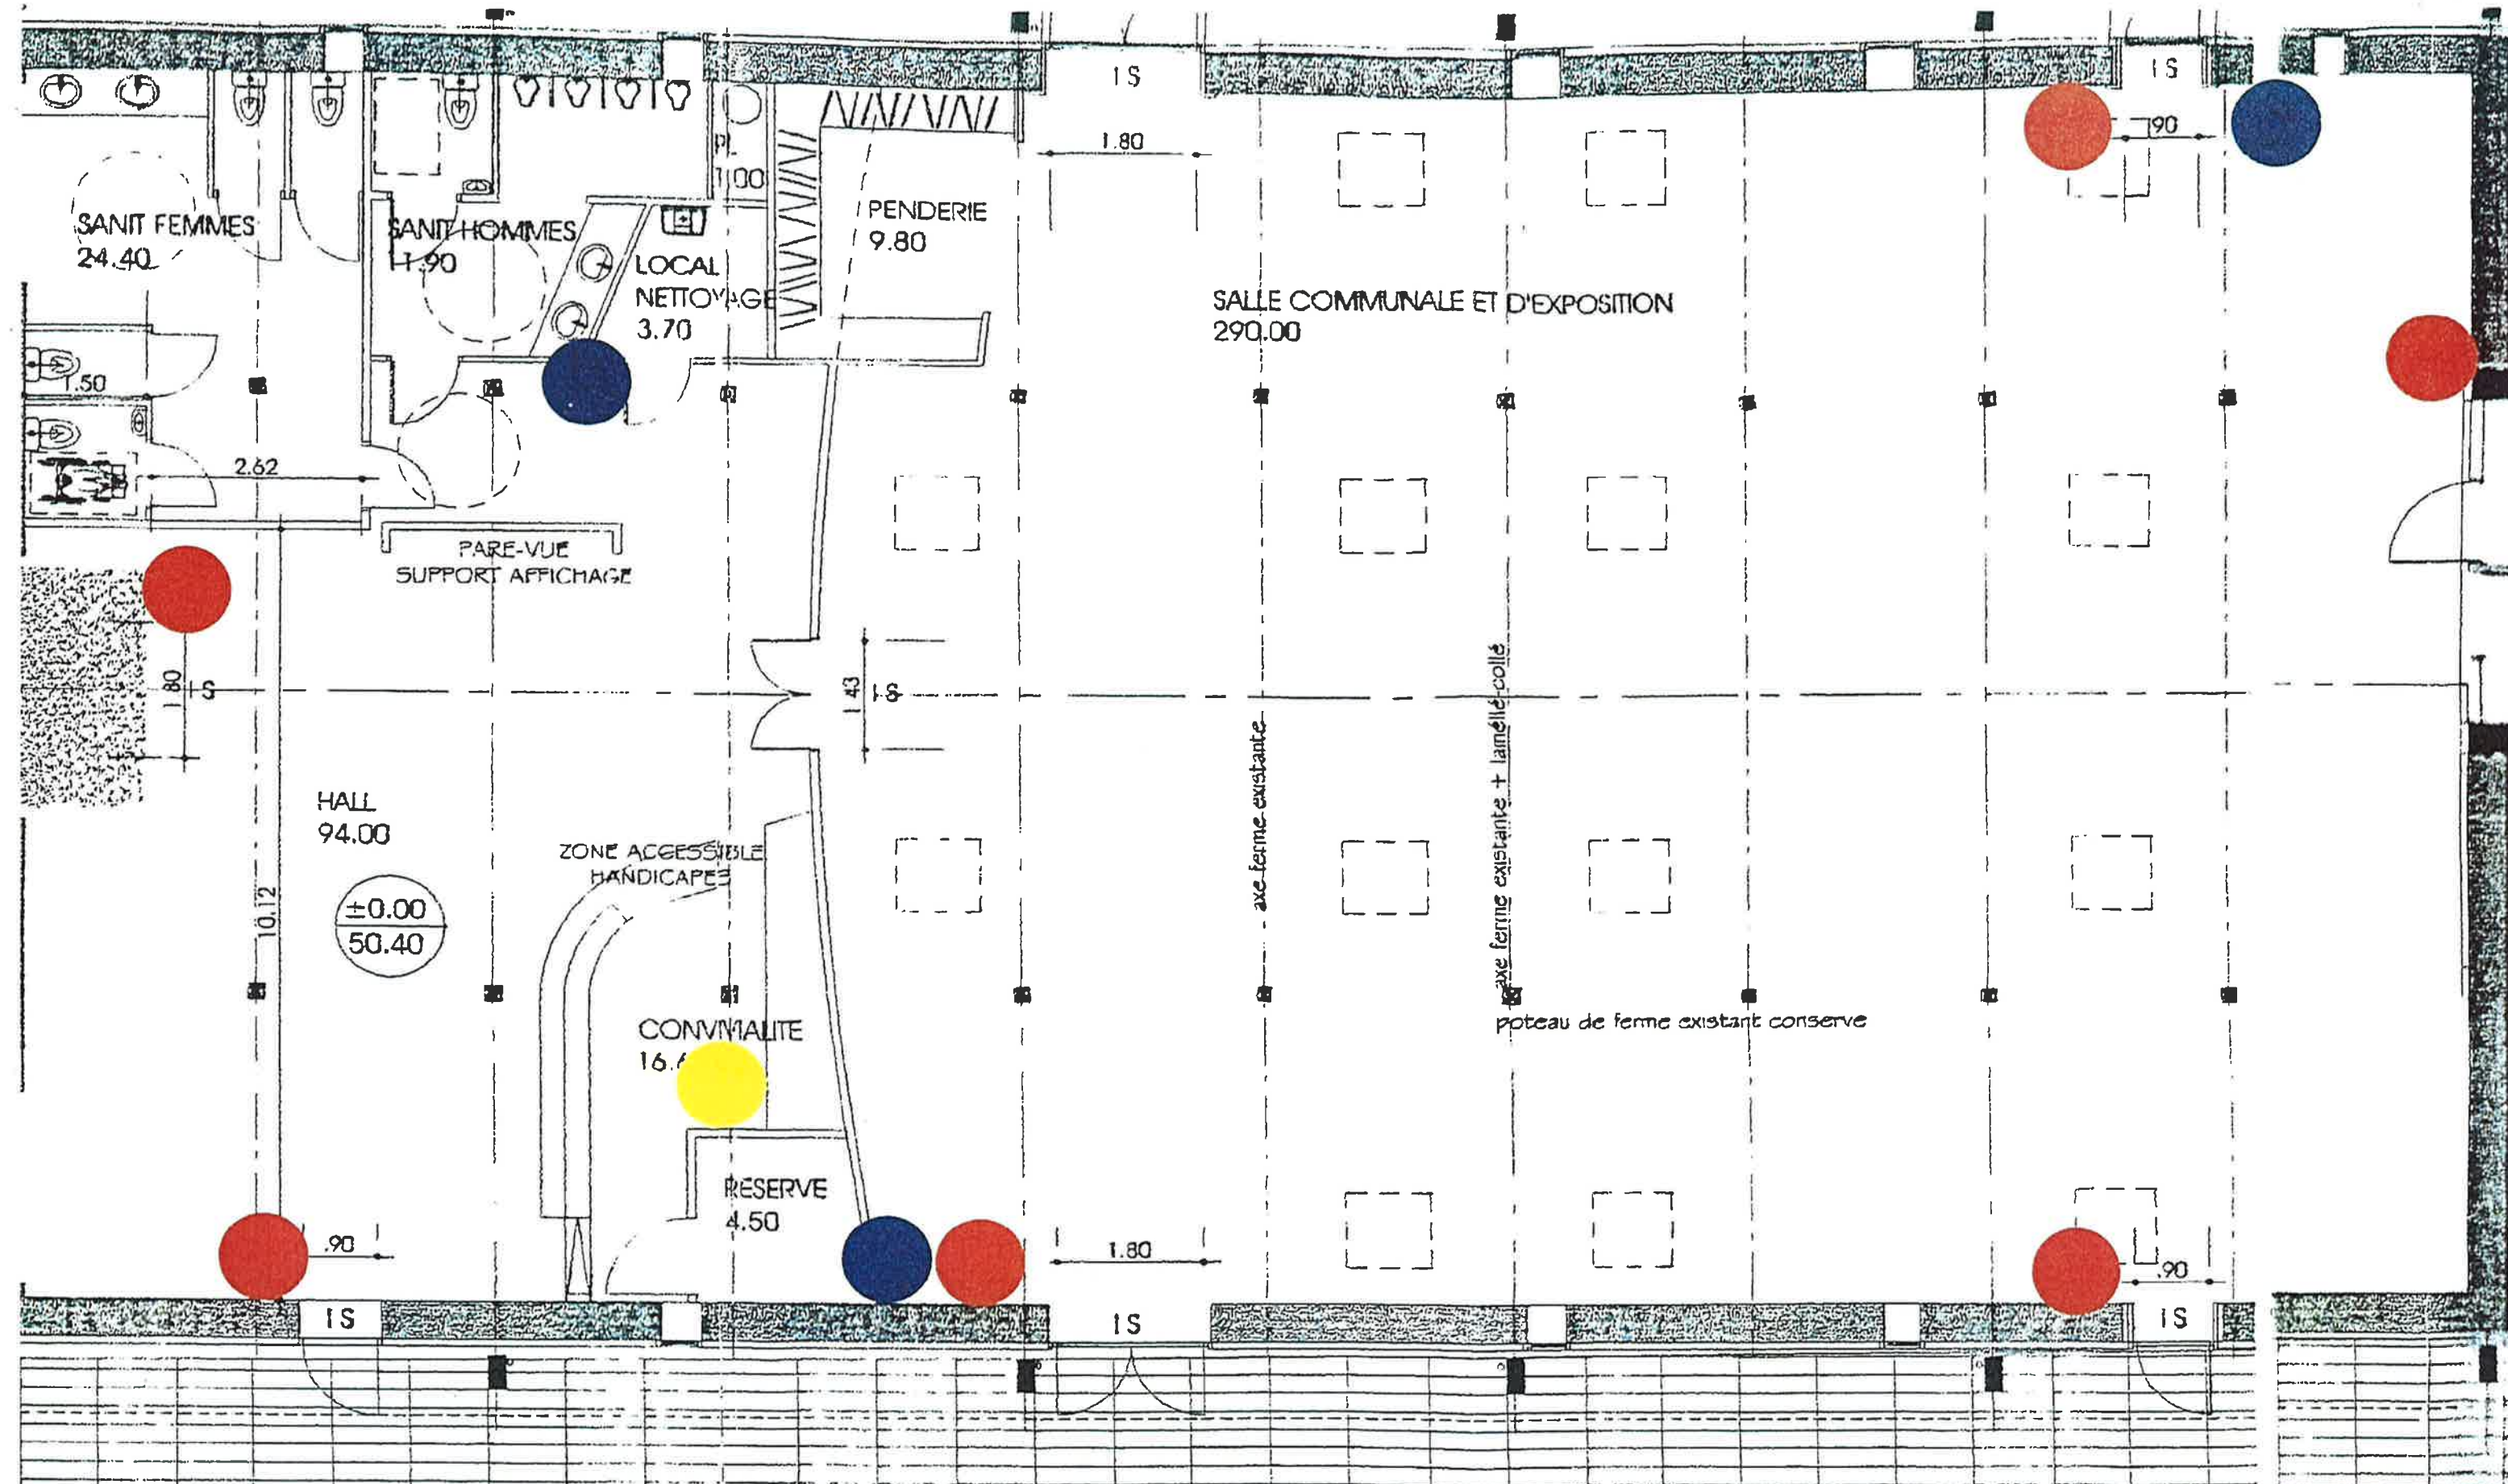 IS
IS
1.80
.90
PL
1.00
SANIT FEMMES
24.40
SANIT HOMMES
11.90
LOCAL
NETTOYAGE
3.70
PENDERIE
9.80
SALLE COMMUNALE ET D'EXPOSITION
290.00
1.50
2.62
PARE-VUE
SUPPORT AFFICHAGE
1.80
IS
1.43
IS
axe ferme existante
axe ferme existante + lamellé-collé
HALL
94.00
ZONE ACCESSIBLE
HANDICAPES
10.12
±0.00
50.40
CONVIVIALITE
poteau de ferme existant conserve
RESERVE
4.50
.90
1.80
.90
IS
IS
IS